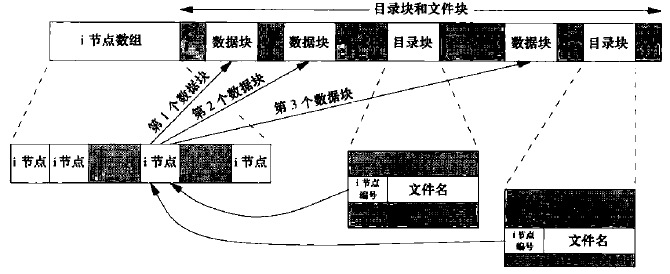 目录块和文件块
i 节点数组
数据块
数据块
目录块
数据块
目录块
第 1 个数据块
第 2 个数据块
第 3 个数据块
i 节点
i 节点
i 节点
i 节点
i 节点
编号
文件名
i 节点
编号
文件名